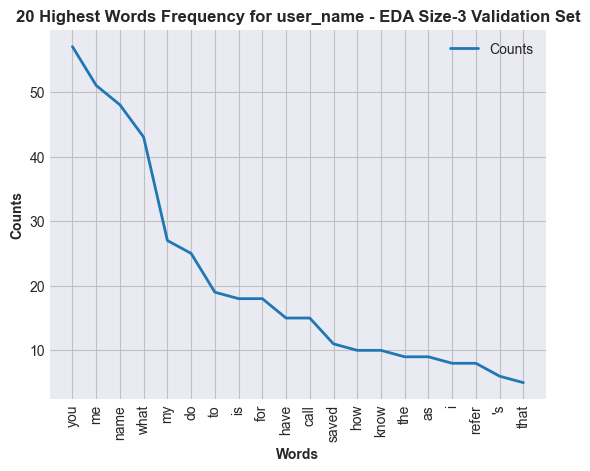 20 Highest Words Frequency for user_name - EDA Size-3 Validation Set
Counts
50
40
30
20
10
Counts
you
me
name
what
my
do
to
is
for
have
call
saved
how
know
the
as
i
refer
's
that
Words